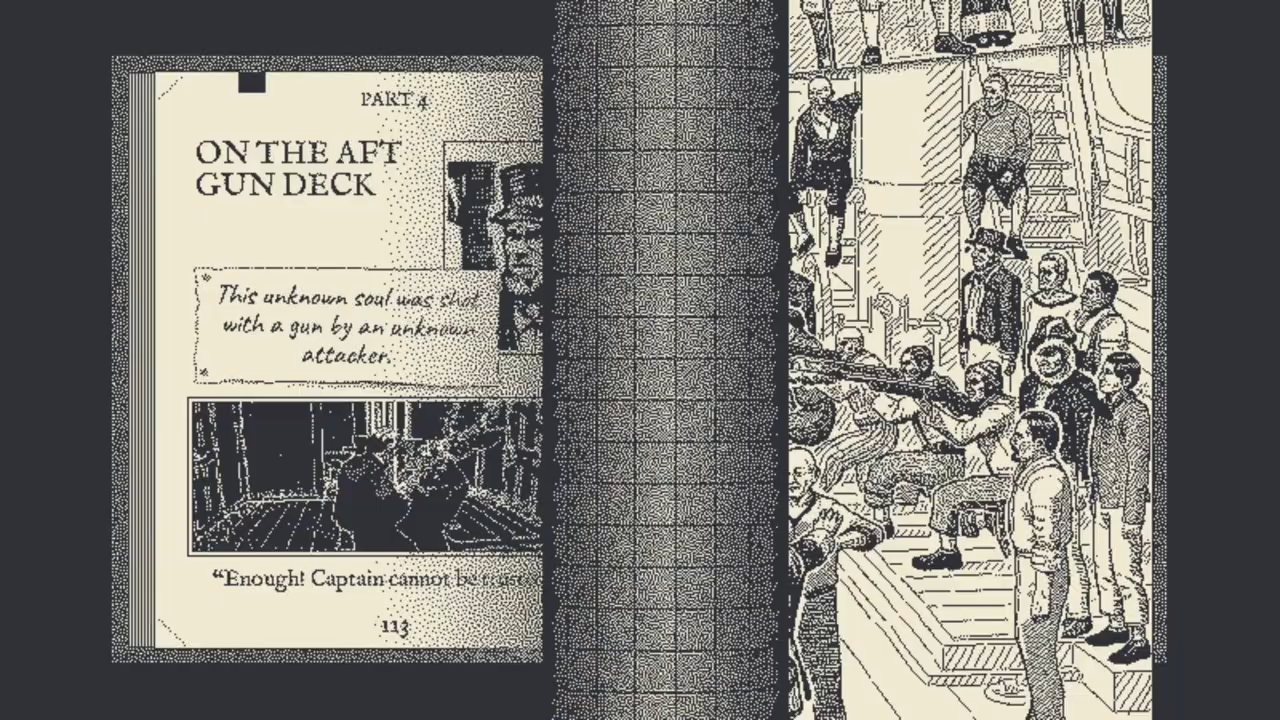 PART 4
ON THE AFT
GUN DECK
This unknown soul was shot
with a gun by an unknown
attacker.
“Enough! Captain cannot be
113